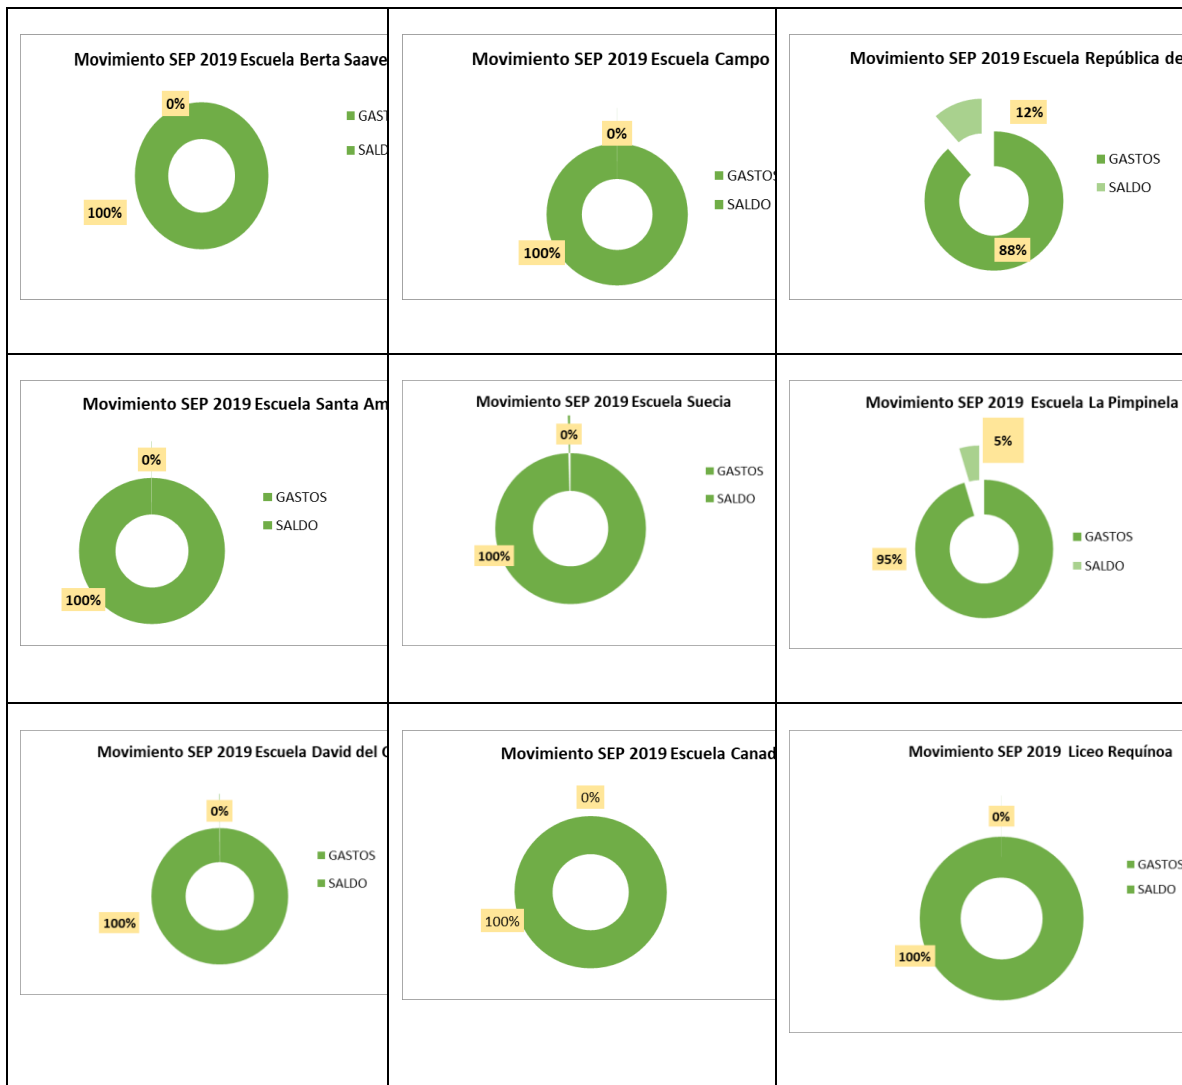 Movimiento SEP 2019 Escuela Berta Saave
0%
GAST
SALD
100%
Movimiento SEP 2019 Escuela Campo
0%
GASTOS
SALDO
100%
Movimiento SEP 2019 Escuela República de
12%
GASTOS
SALDO
88%
Movimiento SEP 2019 Escuela Santa Am
0%
GASTOS
SALDO
100%
Movimiento SEP 2019 Escuela Suecia
0%
GASTOS
SALDO
100%
Movimiento SEP 2019 Escuela La Pimpinela
5%
GASTOS
95%
SALDO
Movimiento SEP 2019 Escuela David del
0%
GASTOS
SALDO
100%
Movimiento SEP 2019 Escuela Canad
0%
100%
Movimiento SEP 2019 Liceo Requínoa
0%
GASTOS
SALDO
100%